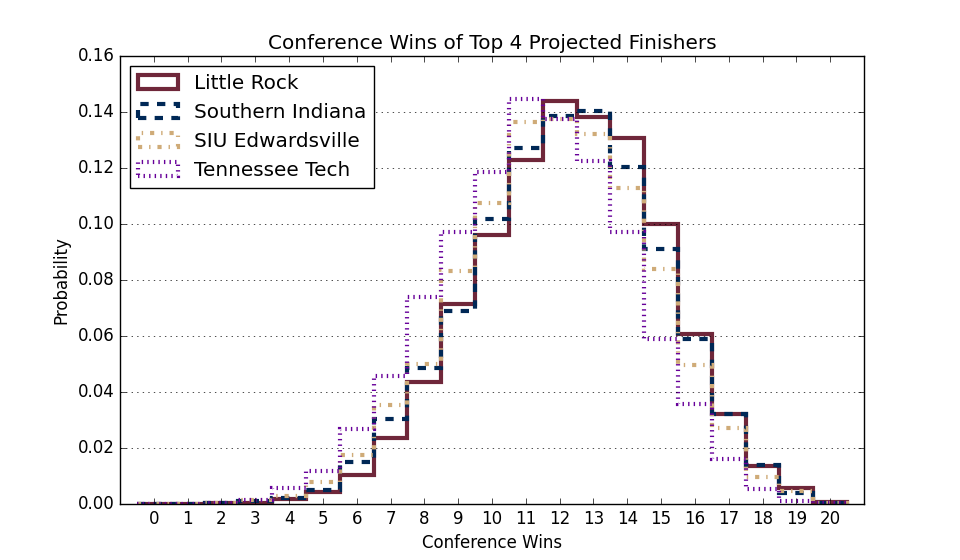 Conference Wins of Top 4 Projected Finishers
0.16
0.14
0.12
0.10
0.08
0.06
0.04
0.02
0.00
Probability
Little Rock
Southern Indiana
SIU Edwardsville
Tennessee Tech
0 1 2 3 4 5 6 7 8 9 10 11 12 13 14 15 16 17 18 19 20
Conference Wins